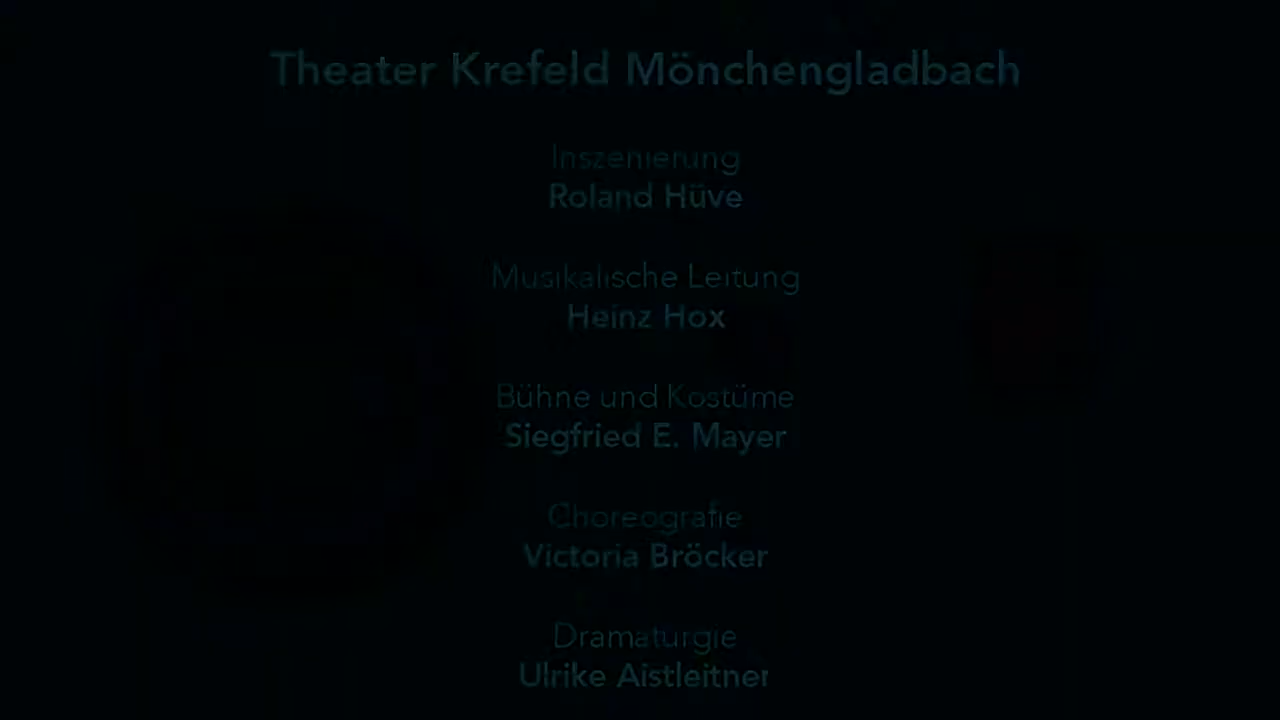 Theater Krefeld Mönchengladbach
Inszenierung
Roland Hüve
Musikalische Leitung
Heinz Hox
Bühne und Kostüme
Siegfried E. Mayer
Choreografie
Victoria Bröcker
Dramaturgie
Ulrike Aistleitner